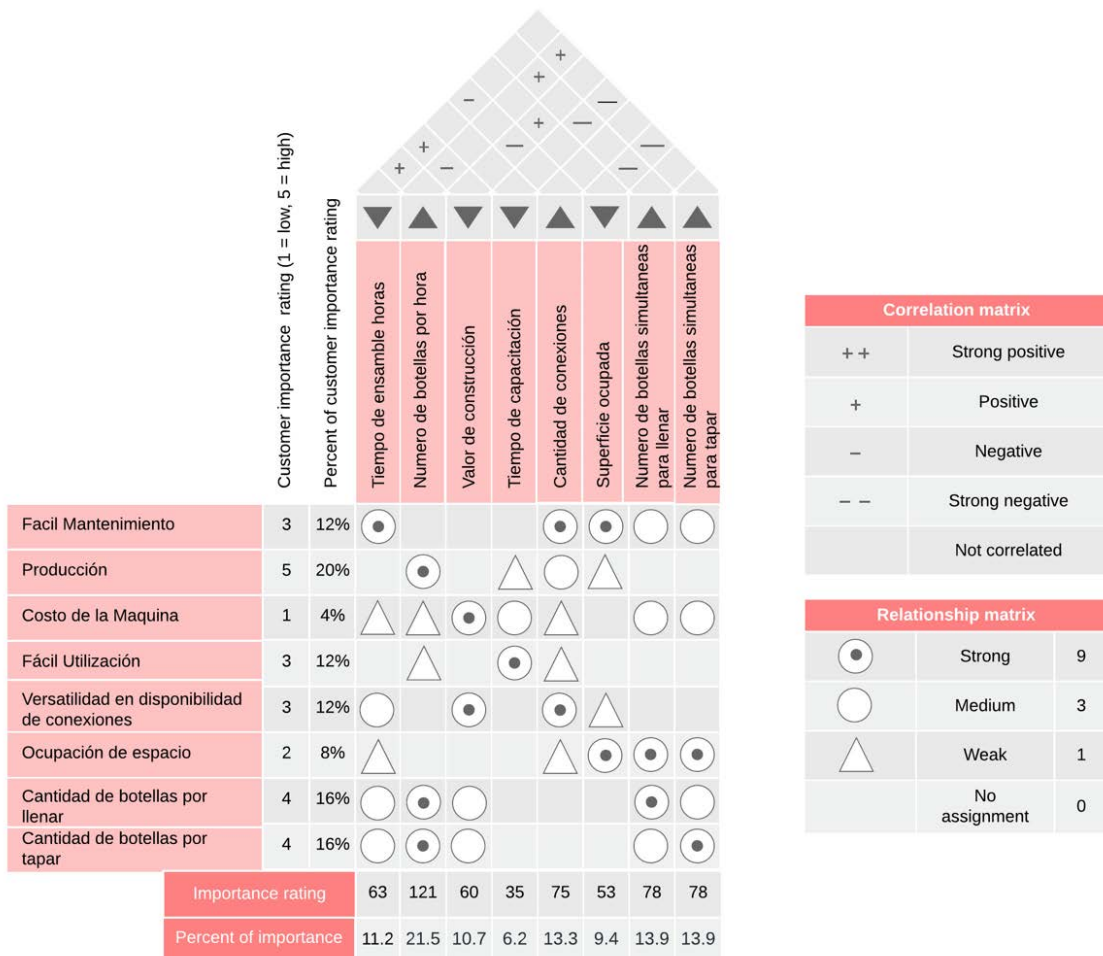 +
+
—
−
+
—
+
—
—
+
−
—
Customer importance rating (1 = low, 5 = high)
Percent of customer importance rating
Tiempo de ensamble horas
Numero de botellas por hora
Valor de construcción
Tiempo de capacitación
Cantidad de conexiones
Superficie ocupada
Numero de botellas simultaneas
para llenar
Numero de botellas simultaneas
para tapar
Facil Mantenimiento 3 12%
Producción 5 20%
Costo de la Maquina 1 4%
Fácil Utilización 3 12%
Versatilidad en disponibilidad
de conexiones 3 12%
Ocupación de espacio 2 8%
Cantidad de botellas por
llenar 4 16%
Cantidad de botellas por
tapar 4 16%
Importance rating 63 121 60 35 75 53 78 78
Percent of importance 11.2 21.5 10.7 6.2 13.3 9.4 13.9 13.9
Correlation matrix
++ Strong positive
+ Positive
− Negative
− − Strong negative
Not correlated
Relationship matrix
Strong 9
Medium 3
Weak 1
No
assignment 0